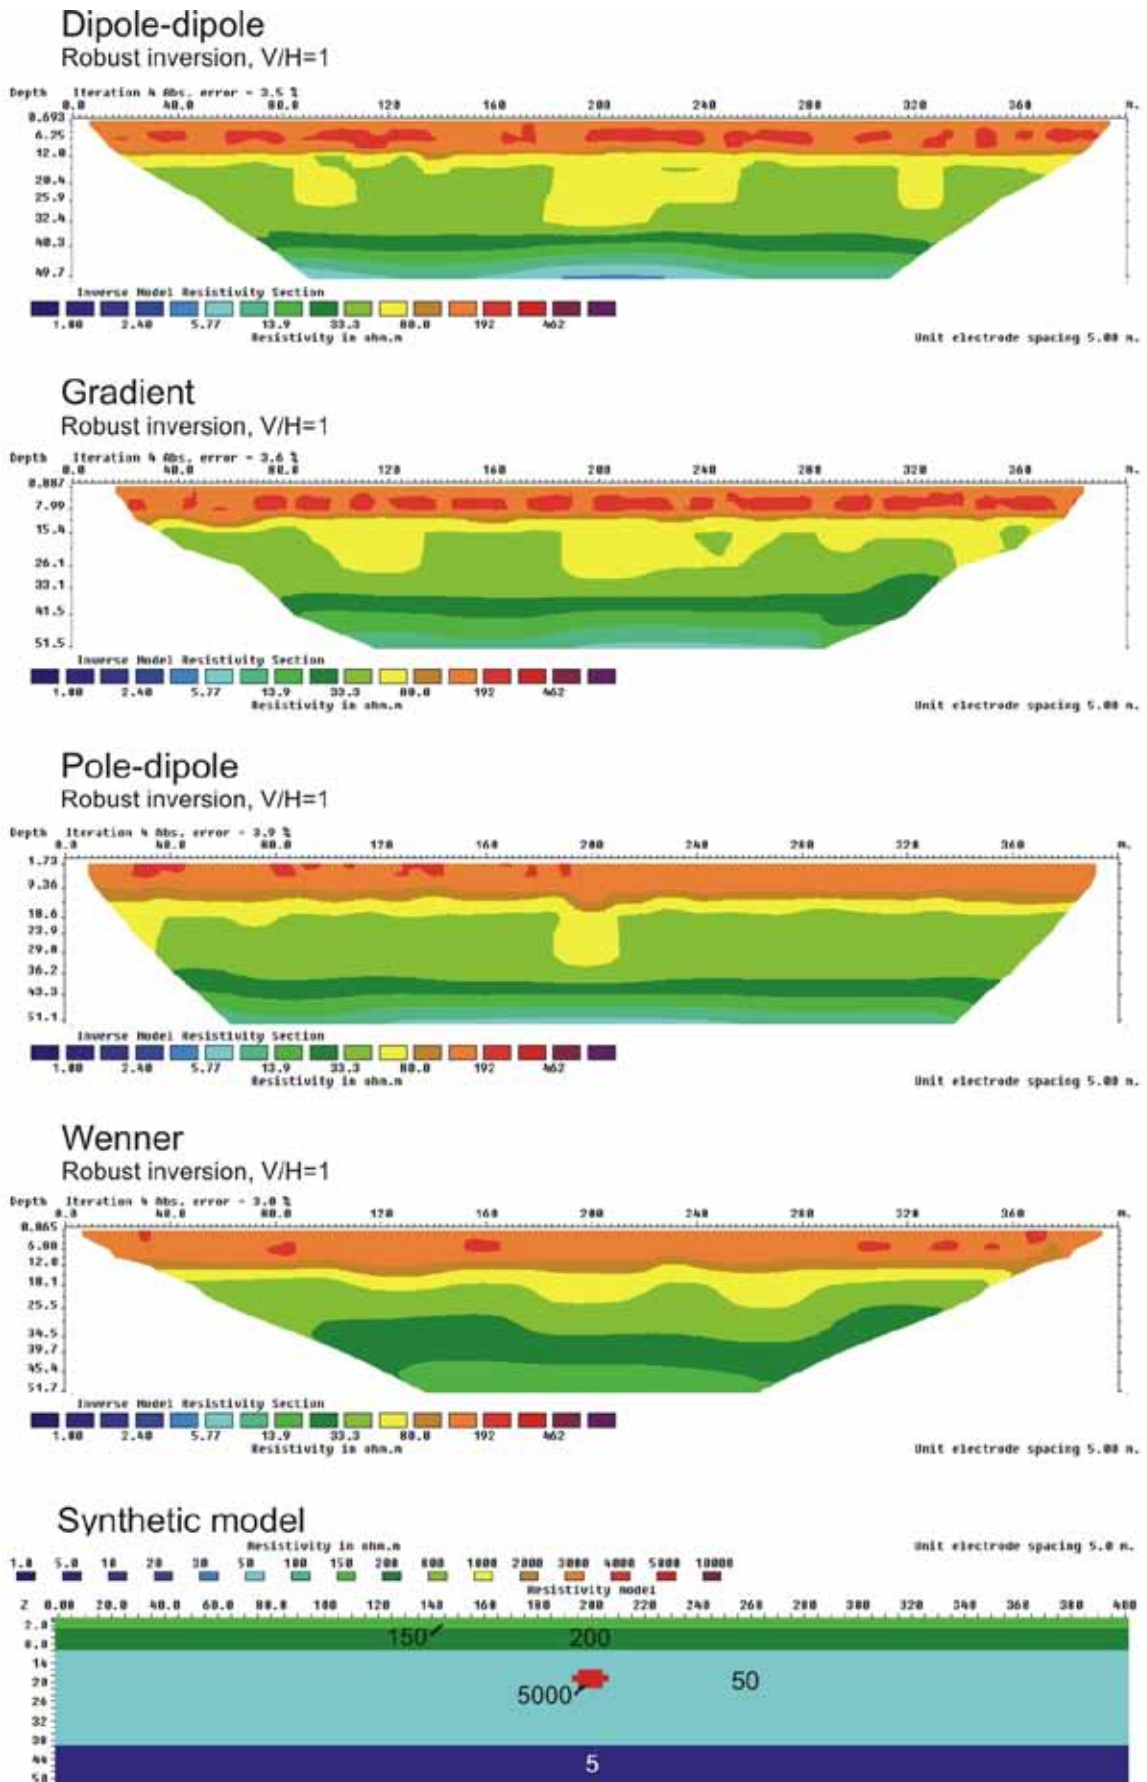 Dipole-dipole
Robust inversion, V/H=1
Depth Iteration 4 Abs. error = 3.5 %
0.0 40.0 80.0 120 160 200 240 280 320 360 m.
0.693
6.25
12.0
20.4
25.9
32.4
40.3
49.7
Inverse Model Resistivity Section
1.00 2.40 5.77 13.9 33.3 80.0 192 462
Resistivity in ohm.m
Unit electrode spacing 5.00 m.
Gradient
Robust inversion, V/H=1
Depth Iteration 4 Abs. error = 3.6 %
0.0 40.0 80.0 120 160 200 240 280 320 360 m.
0.887
7.99
15.4
26.1
33.1
41.5
51.5
Inverse Model Resistivity Section
1.00 2.40 5.77 13.9 33.3 80.0 192 462
Resistivity in ohm.m
Unit electrode spacing 5.00 m.
Pole-dipole
Robust inversion, V/H=1
Depth Iteration 4 Abs. error = 3.9 %
0.0 40.0 80.0 120 160 200 240 280 320 360 m.
1.73
9.36
18.6
23.9
29.8
36.2
43.3
51.1
Inverse Model Resistivity Section
1.00 2.40 5.77 13.9 33.3 80.0 192 462
Resistivity in ohm.m
Unit electrode spacing 5.00 m.
Wenner
Robust inversion, V/H=1
Depth Iteration 4 Abs. error = 3.0 %
0.0 40.0 80.0 120 160 200 240 280 320 360 m.
0.865
6.00
12.0
18.1
25.5
34.5
39.7
45.4
51.7
Inverse Model Resistivity Section
1.00 2.40 5.77 13.9 33.3 80.0 192 462
Resistivity in ohm.m
Unit electrode spacing 5.00 m.
Synthetic model
Resistivity in ohm.m
Unit electrode spacing 5.0 m.
1.0 5.0 10 20 30 50 100 150 200 800 1000 2000 3000 4000 5000 10000
Resistivity model
Z 0.00 20.0 40.0 60.0 80.0 100 120 140 160 180 200 220 240 260 280 300 320 340 360 380 400
2.0
8.0
14
20
26
32
38
44
50
150 200
5000 50
5